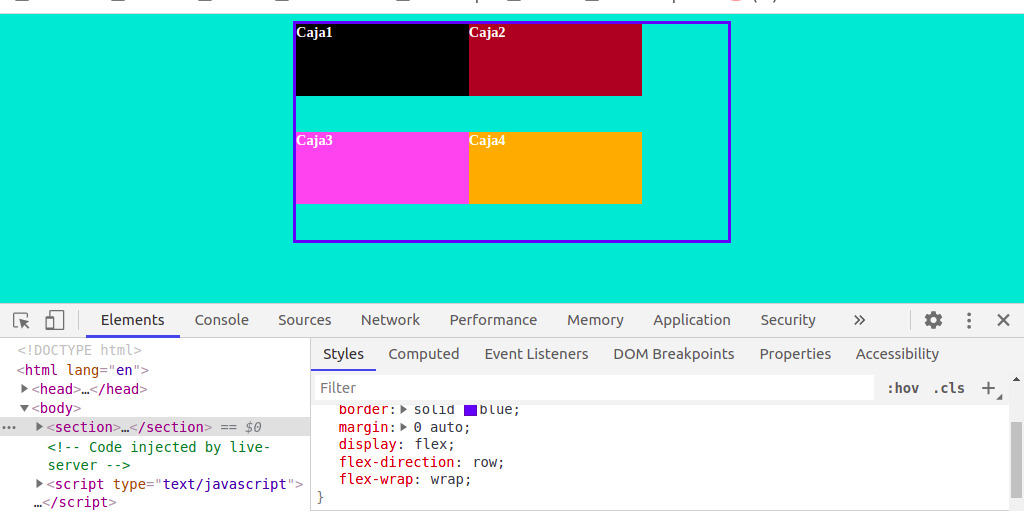 Caja1 Caja2
Caja3 Caja4
Elements Console Sources Network Performance Memory Application Security »
<!DOCTYPE html>
<html lang="en">
<head>…</head>
<body>
… <section>…</section> == $0
<!-- Code injected by live-
server -->
<script type="text/javascript">
…</script>
Styles Computed Event Listeners DOM Breakpoints Properties Accessibility
Filter :hov .cls +
border: solid blue;
margin: 0 auto;
display: flex;
flex-direction: row;
flex-wrap: wrap;
}